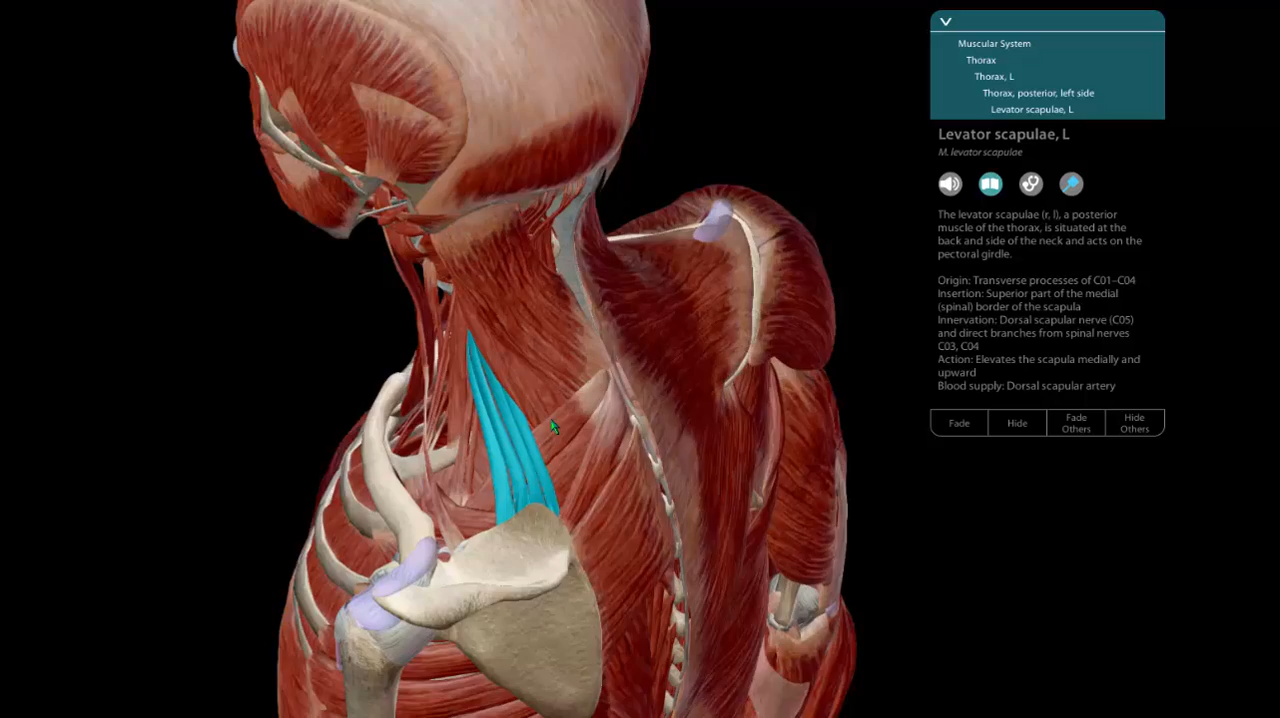 Muscular System
Thorax
Thorax, L
Thorax, posterior, left side
Levator scapulae, L
Levator scapulae, L
M. levator scapulae
The levator scapulae (r, l), a posterior
muscle of the thorax, is situated at the
back and side of the neck and acts on the
pectoral girdle.
Origin: Transverse processes of C01–C04
Insertion: Superior part of the medial
(spinal) border of the scapula
Innervation: Dorsal scapular nerve (C05)
and direct branches from spinal nerves
C03, C04
Action: Elevates the scapula medially and
upward
Blood supply: Dorsal scapular artery
Fade
Hide
Fade
Others
Hide
Others